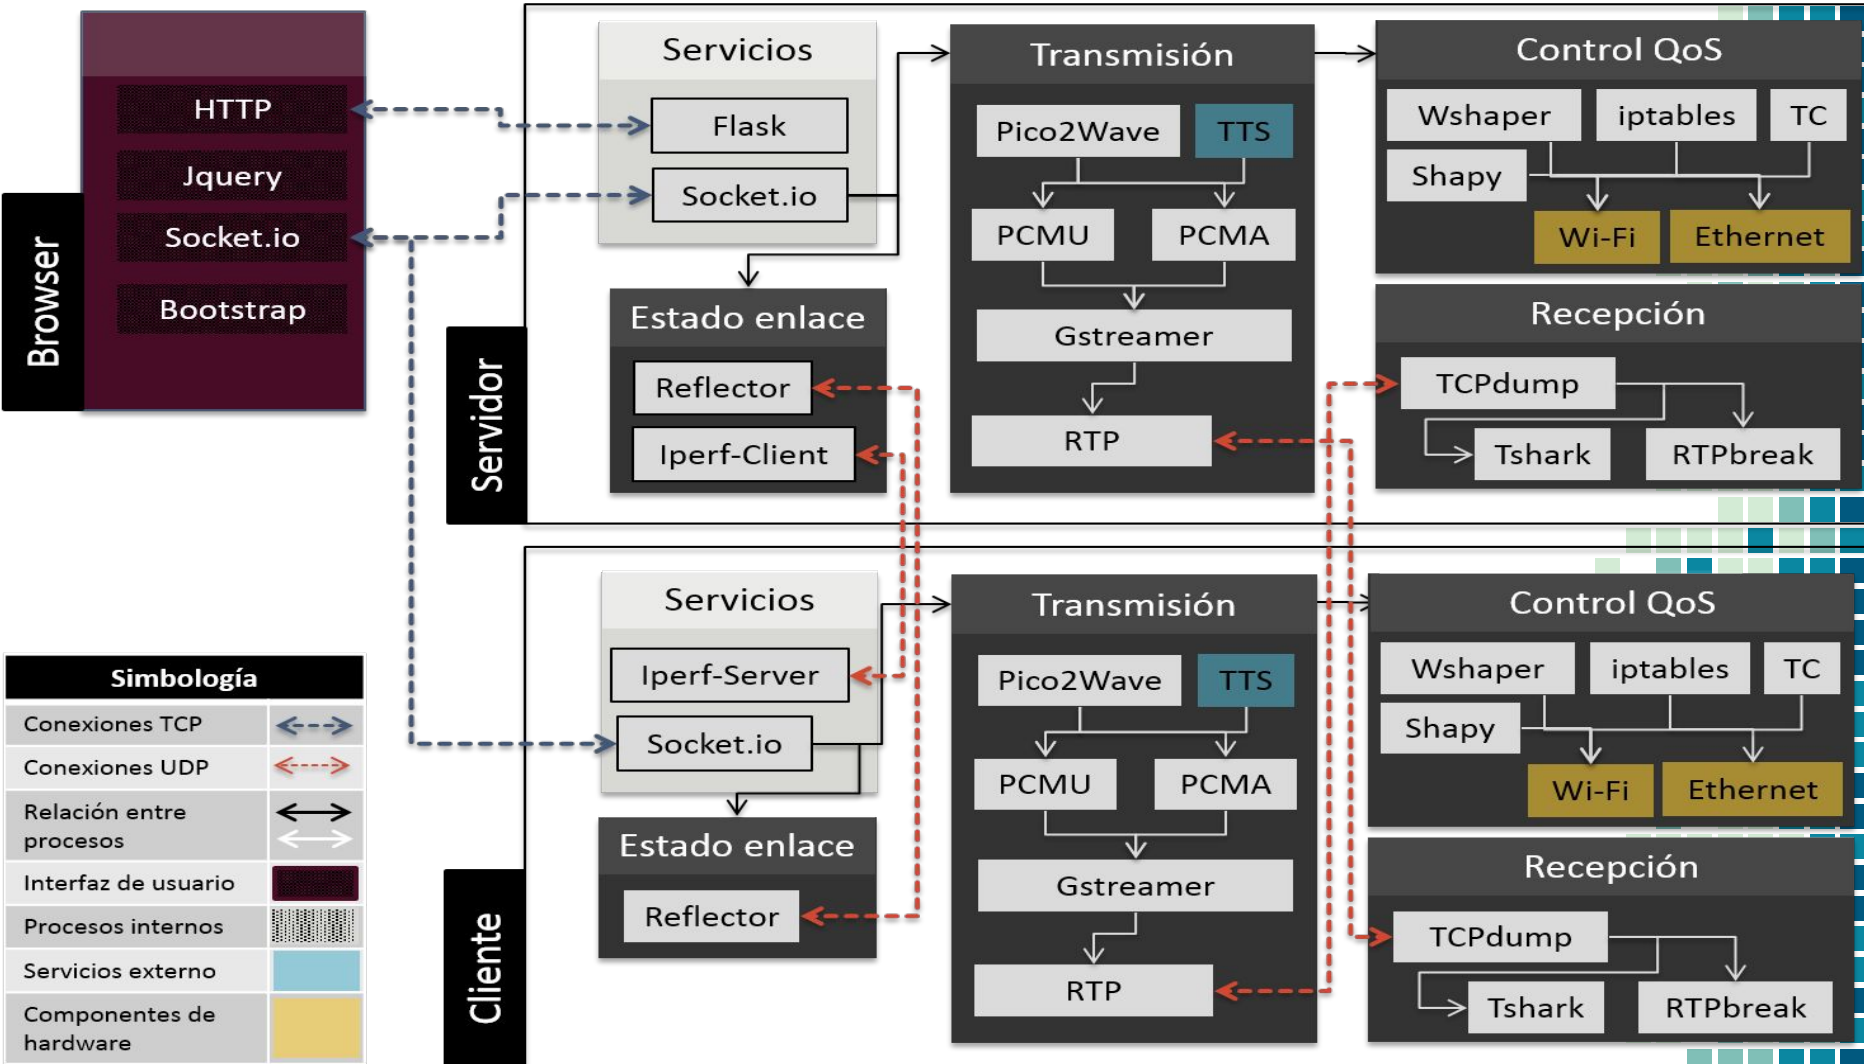 Browser
HTTP
Jquery
Socket.io
Bootstrap
Servidor
Servicios
Flask
Socket.io
Estado enlace
Reflector
Iperf-Client
Transmisión
Pico2Wave
TTS
PCMU
PCMA
Gstreamer
RTP
Control QoS
Wshaper
iptables
TC
Shapy
Wi-Fi
Ethernet
Recepción
TCPdump
Tshark
RTPbreak
Cliente
Servicios
Iperf-Server
Socket.io
Estado enlace
Reflector
Transmisión
Pico2Wave
TTS
PCMU
PCMA
Gstreamer
RTP
Control QoS
Wshaper
iptables
TC
Shapy
Wi-Fi
Ethernet
Recepción
TCPdump
Tshark
RTPbreak
Simbología
Conexiones TCP
Conexiones UDP
Relación entre
procesos
Interfaz de usuario
Procesos internos
Servicios externo
Componentes de
hardware